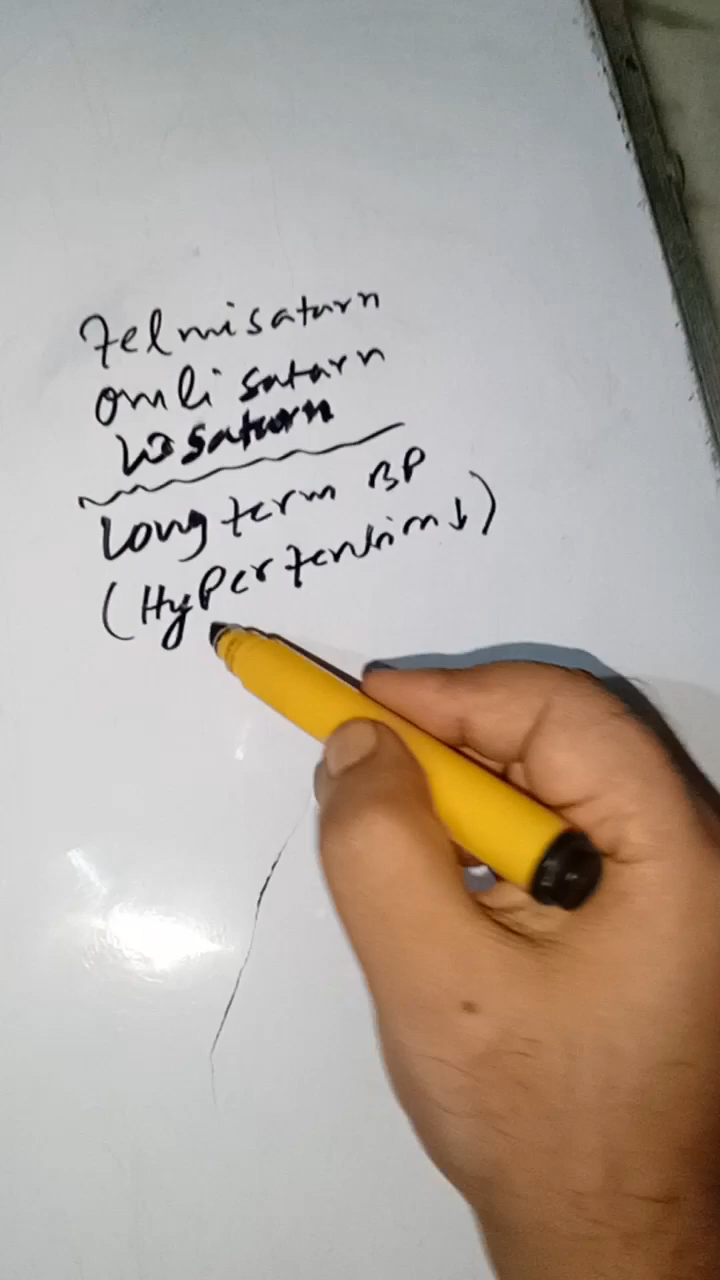 Telmisatarn
omlisatarn
losatarn
Long term BP
(Hypertension↓)